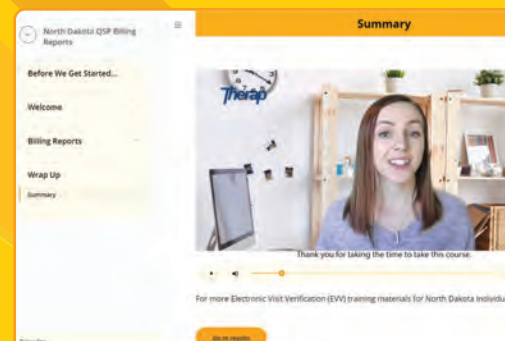 North Dakota QSP Billing
Reports
Before We Get Started...
Welcome
Billing Reports
Wrap Up
Summary
Summary
Therap
Thank you for taking the time to take this course.
For more Electronic Visit Verification (EVV) training materials for North Dakota Individu
Go to results